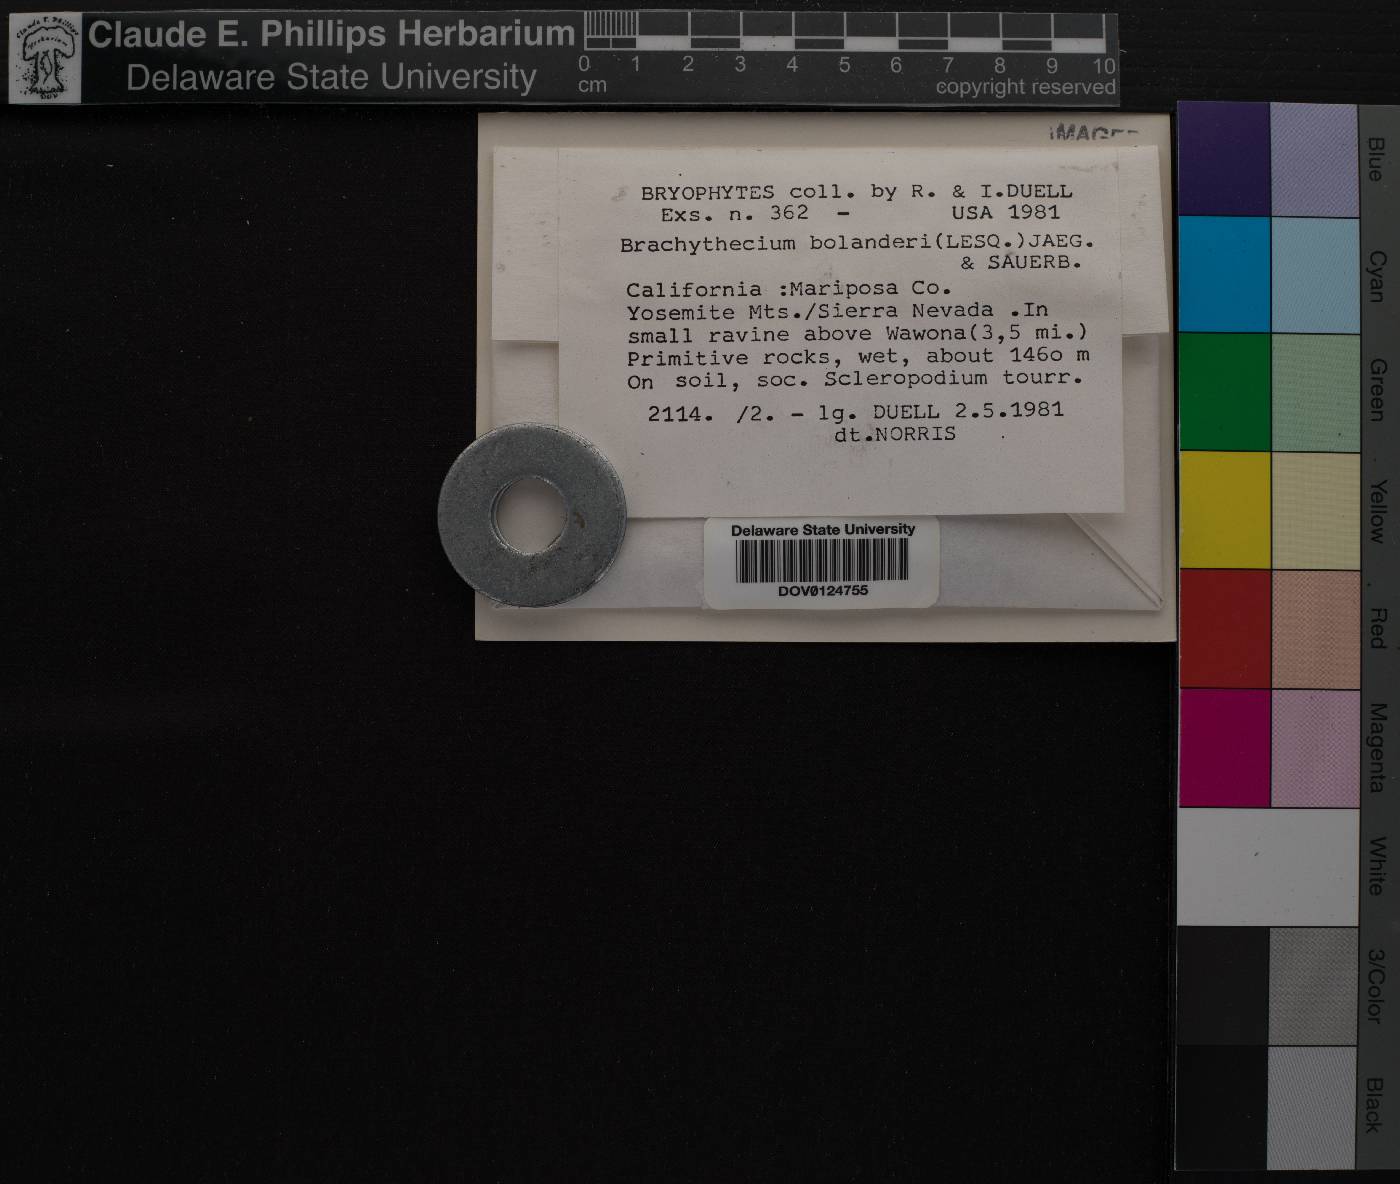 Claude E. Phillips Herbarium
Delaware State University
0 1 2 3 4 5 6 7 8 9 10
cm
copyright reserved
BRYOPHYTES coll. by R. & I.DUELL
Exs. n. 362 - USA 1981
Brachythecium bolanderi(LESQ.)JAEG.
& SAUERB.
California :Mariposa Co.
Yosemite Mts./Sierra Nevada .In
small ravine above Wawona(3,5 mi.)
Primitive rocks, wet, about 146o m
On soil, soc. Scleropodium tourr.
2114. /2. - lg. DUELL 2.5.1981
dt.NORRIS
Delaware State University
DOV0124755
Blue
Cyan
Green
Yellow
Red
Magenta
White
3/Color
Black